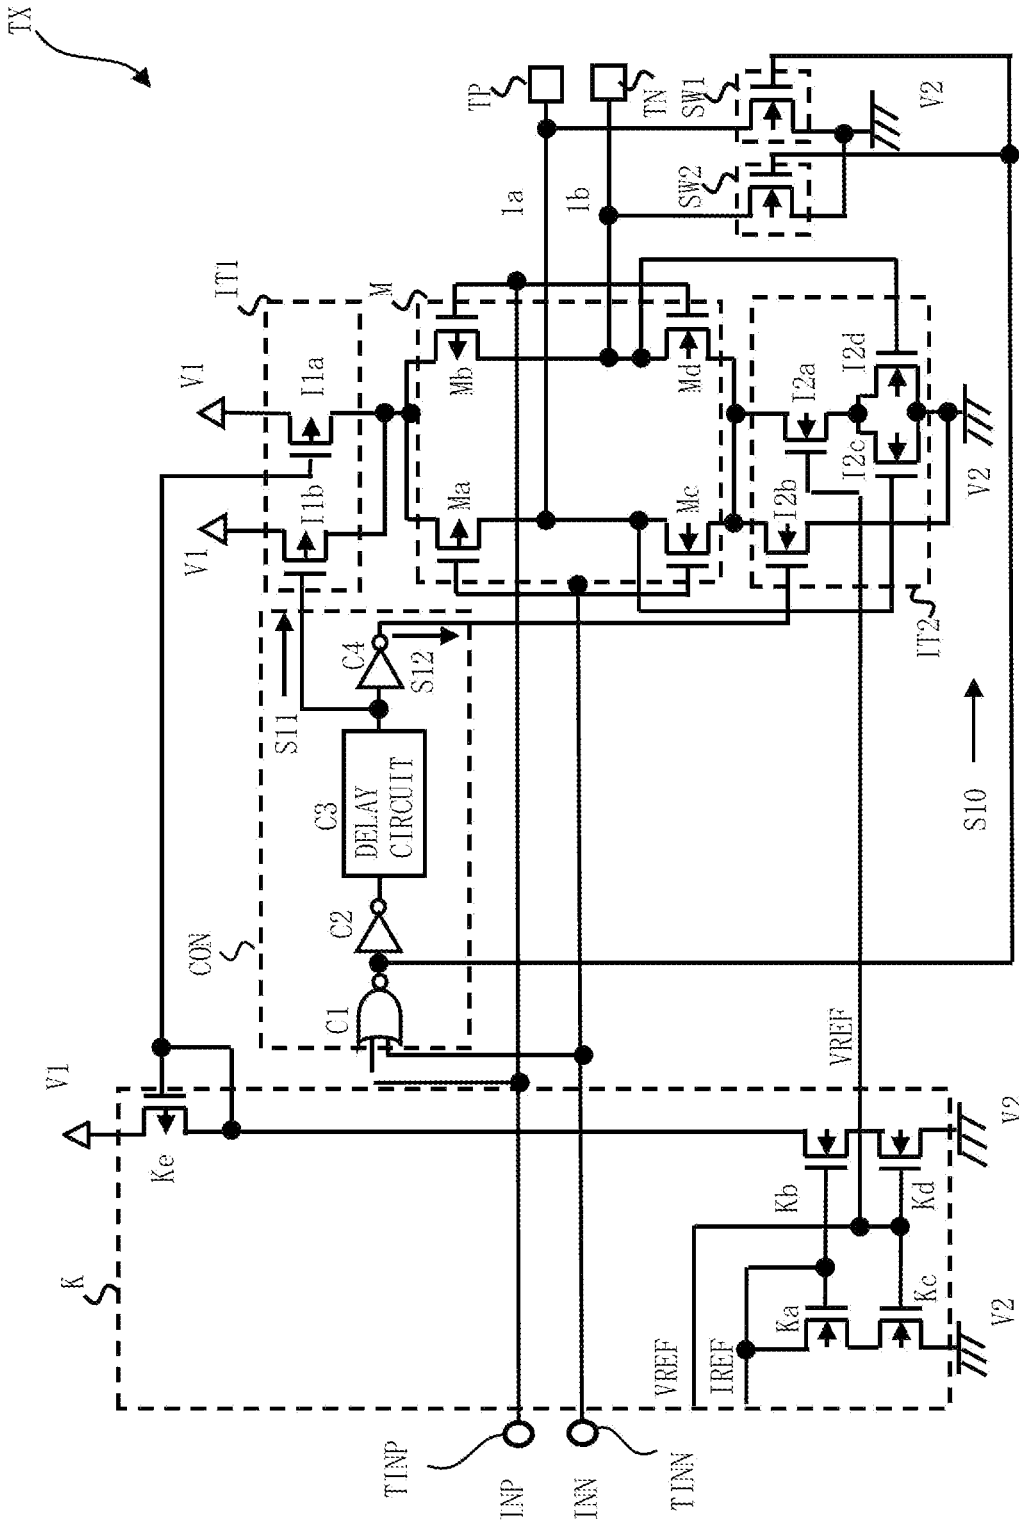 TX
TP
TN
SW1
V2
SW2
1a
1b
IT1
M
V1
I1a
Mb
Md
I2a
I2d
V1
I1b
Ma
Mc
I2b
I2c
V2
IT2
S11
C4
S12
C3
DELAY
CIRCUIT
S10
CON
C2
C1
VREF
V1
Ke
Kb
Kd
V2
K
Ka
Kc
V2
VREF
IREF
TINP
INP
INN
TINN